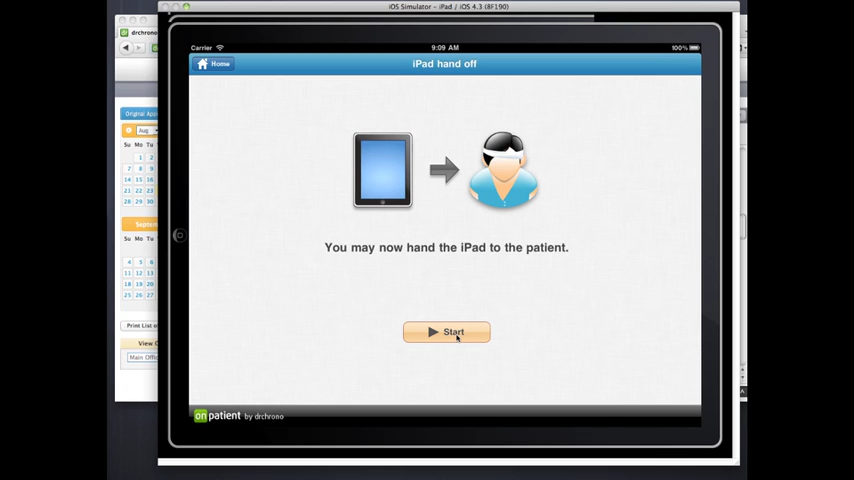 iOS Simulator - iPad / iOS 4.3 (8F190)
drchrono
Carrier
9:09 AM
100%
Home
iPad hand off
Original App
Aug
Su Mo Tu
1 2
7 8 9
14 15 16
21 22 23
28 29 30
You may now hand the iPad to the patient.
Septem
Su Mo Tu
4 5 6
11 12 13
18 19 20
25 26 27
Print List o
Start
View C
Main Offic
onpatient by drchrono